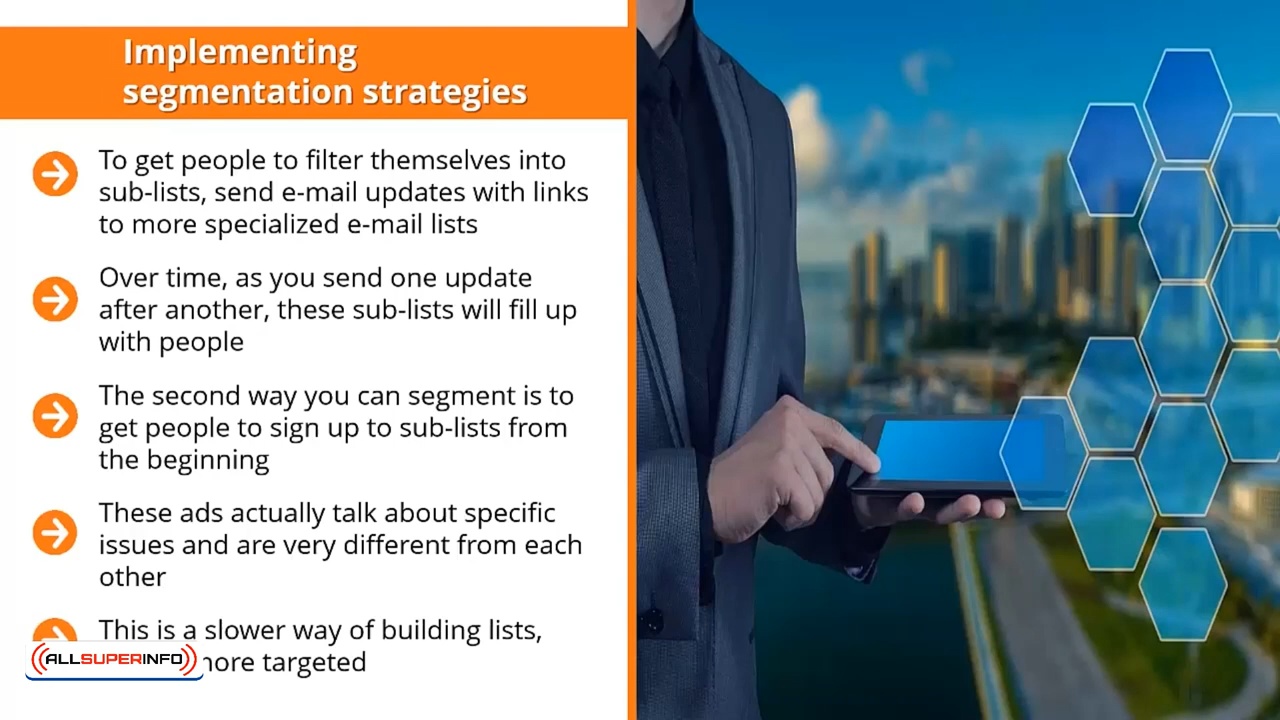 Implementing
segmentation strategies
To get people to filter themselves into
sub-lists, send e-mail updates with links
to more specialized e-mail lists
Over time, as you send one update
after another, these sub-lists will fill up
with people
The second way you can segment is to
get people to sign up to sub-lists from
the beginning
These ads actually talk about specific
issues and are very different from each
other
This is a slower way of building lists,
more targeted
ALLSUPERINFO